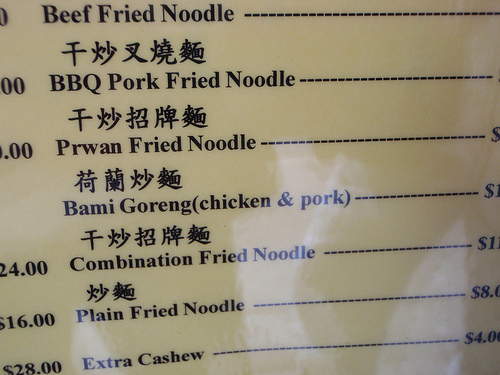 Beef Fried Noodle
干炒叉燒麵
.00 BBQ Pork Fried Noodle
干炒招牌麵
0.00 Prwan Fried Noodle $
荷蘭炒麵
Bami Goreng(chicken & pork) $1
干炒招牌麵
24.00 Combination Fried Noodle $11
炒麵
$16.00 Plain Fried Noodle $8.0
$28.00 Extra Cashew $4.00